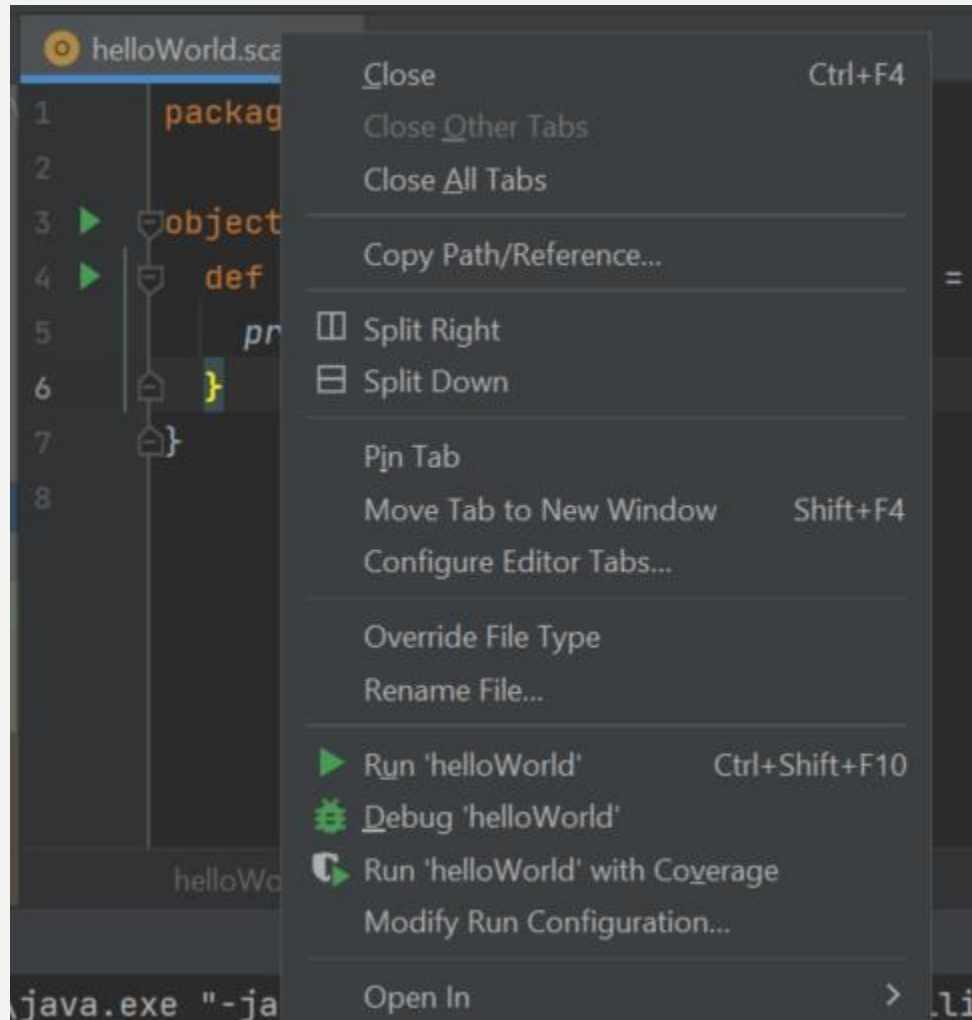 helloWorld.sca
Close Ctrl+F4
Close Other Tabs
Close All Tabs
Copy Path/Reference...
Split Right
Split Down
Pin Tab
Move Tab to New Window Shift+F4
Configure Editor Tabs...
Override File Type
Rename File...
Run 'helloWorld' Ctrl+Shift+F10
Debug 'helloWorld'
Run 'helloWorld' with Coverage
Modify Run Configuration...
Open In >
1 packag
2
3 object
4 def =
5 pr
6 }
7 }
8
helloWo
\java.exe "-ja